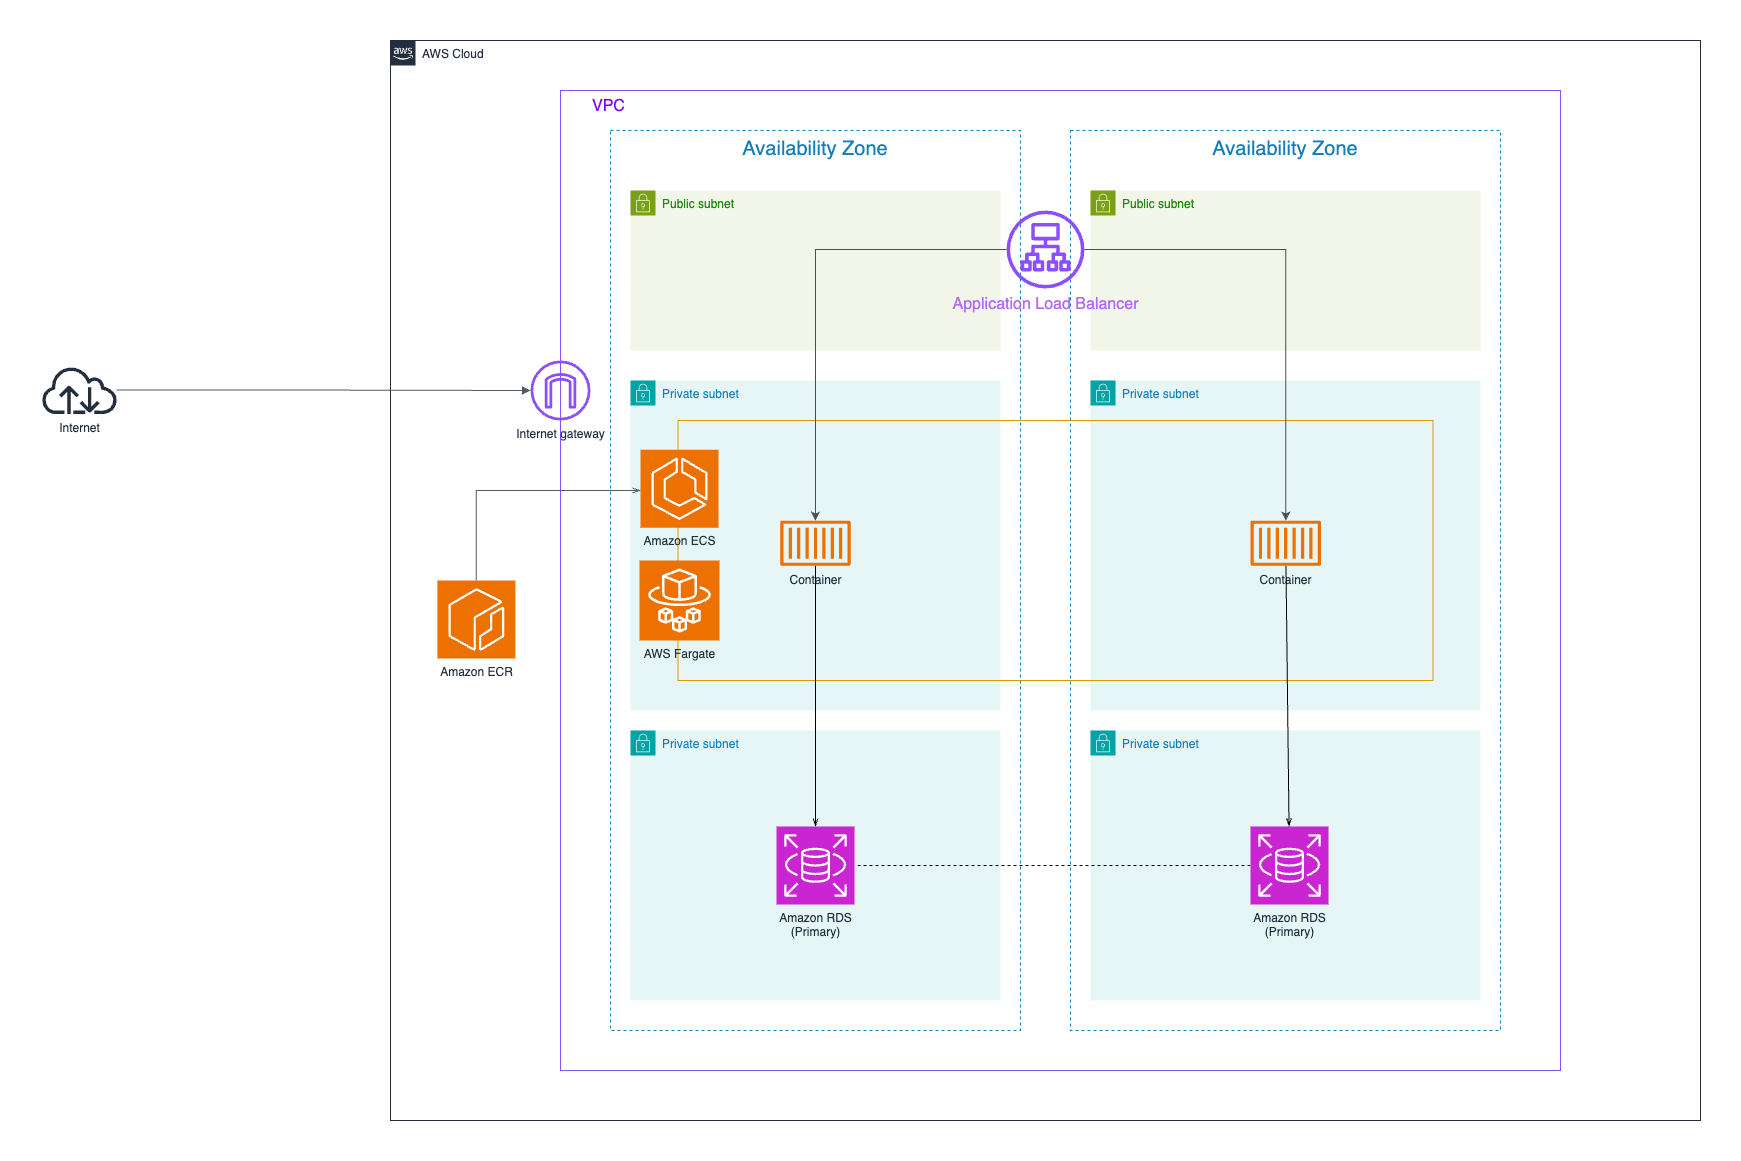 aws
AWS Cloud
VPC
Availability Zone
Availability Zone
Public subnet
Public subnet
Application Load Balancer
Internet
Internet gateway
Private subnet
Private subnet
Amazon ECS
Container
Container
AWS Fargate
Amazon ECR
Private subnet
Private subnet
Amazon RDS
(Primary)
Amazon RDS
(Primary)